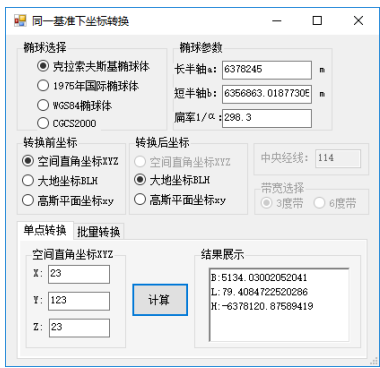 同一基准下坐标转换
椭球选择
克拉索夫斯基椭球体
1975年国际椭球体
WGS84椭球体
CGCS2000
椭球参数
长半轴a: 6378245 m
短半轴b: 6356863.01877305 m
扁率1/α: 298.3
转换前坐标
空间直角坐标XYZ
大地坐标BLH
高斯平面坐标xy
转换后坐标
空间直角坐标XYZ
大地坐标BLH
高斯平面坐标xy
中央经线: 114
带宽选择
3度带 6度带
单点转换 批量转换
空间直角坐标XYZ
X: 23
Y: 123
Z: 23
计算
结果展示
B:5134.03002052041
L:79.4084722520286
H:-6378120.87589419